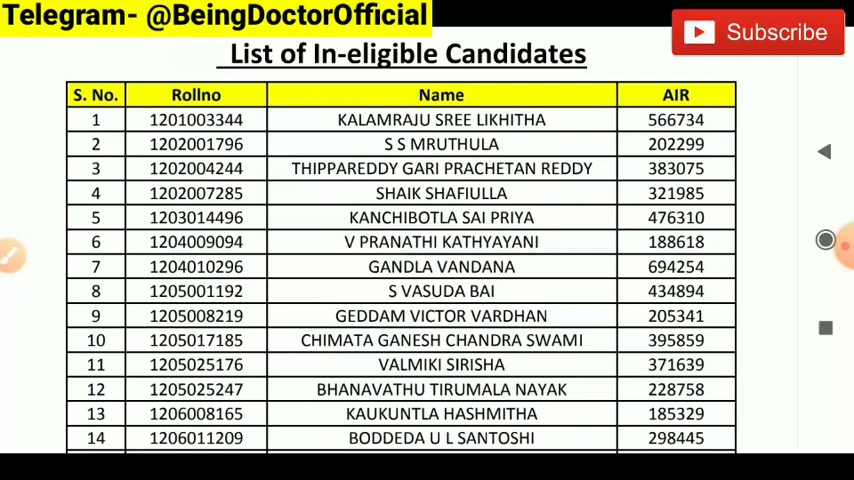 Telegram- @BeingDoctorOfficial
Subscribe
List of In-eligible Candidates
S. No. Rollno Name AIR
1 1201003344 KALAMRAJU SREE LIKHITHA 566734
2 1202001796 S S MRUTHULA 202299
3 1202004244 THIPPAREDDY GARI PRACHETAN REDDY 383075
4 1202007285 SHAIK SHAFIULLA 321985
5 1203014496 KANCHIBOTLA SAI PRIYA 476310
6 1204009094 V PRANATHI KATHYAYANI 188618
7 1204010296 GANDLA VANDANA 694254
8 1205001192 S VASUDA BAI 434894
9 1205008219 GEDDAM VICTOR VARDHAN 205341
10 1205017185 CHIMATA GANESH CHANDRA SWAMI 395859
11 1205025176 VALMIKI SIRISHA 371639
12 1205025247 BHANAVATHU TIRUMALA NAYAK 228758
13 1206008165 KAUKUNTLA HASHMITHA 185329
14 1206011209 BODDEDA U L SANTOSHI 298445